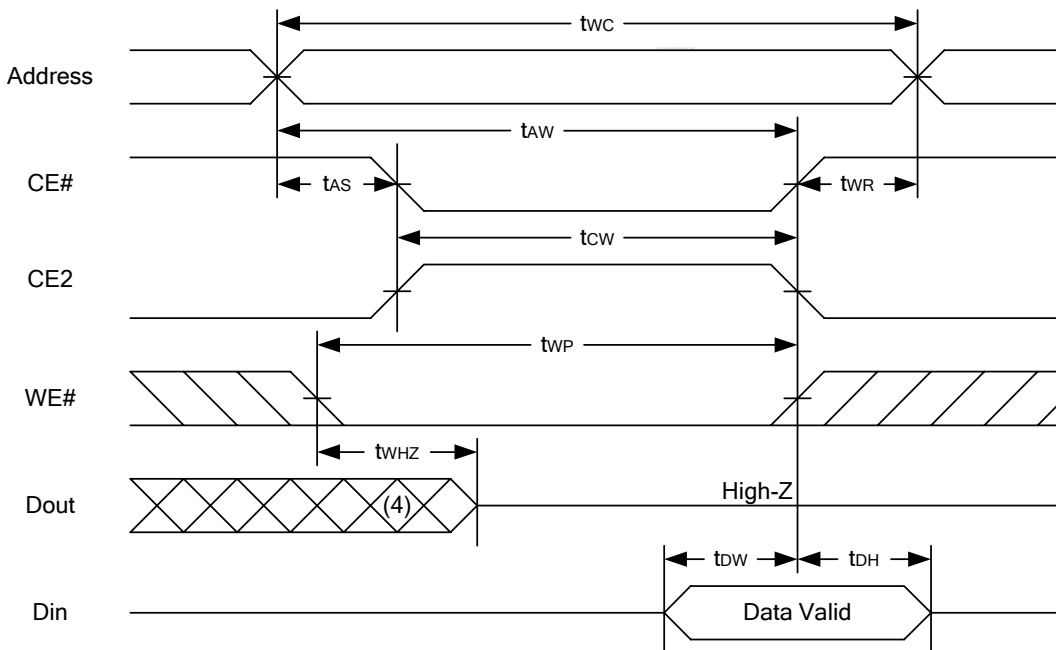 tWC
Address
tAW
CE#
tAS
tWR
tCW
CE2
tWP
WE#
tWHZ
Dout
(4)
High-Z
tDW
tDH
Din
Data Valid